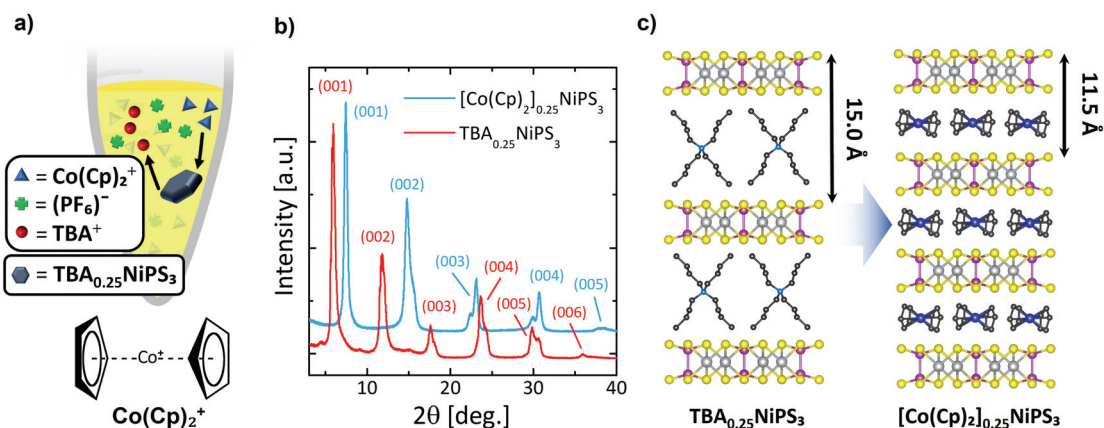 a)
= Co(Cp)₂⁺
= (PF₆)⁻
= TBA⁺
= TBA₀.₂₅NiPS₃
Co⁺
Co(Cp)₂⁺
b)
Intensity [a.u.]
(001)
(001)
[Co(Cp)₂]₀.₂₅NiPS₃
TBA₀.₂₅NiPS₃
(002)
(002)
(003)
(004)
(004)
(003)
(005)
(005)
(006)
10 20 30 40
2θ [deg.]
c)
15.0 Å
11.5 Å
TBA₀.₂₅NiPS₃
[Co(Cp)₂]₀.₂₅NiPS₃